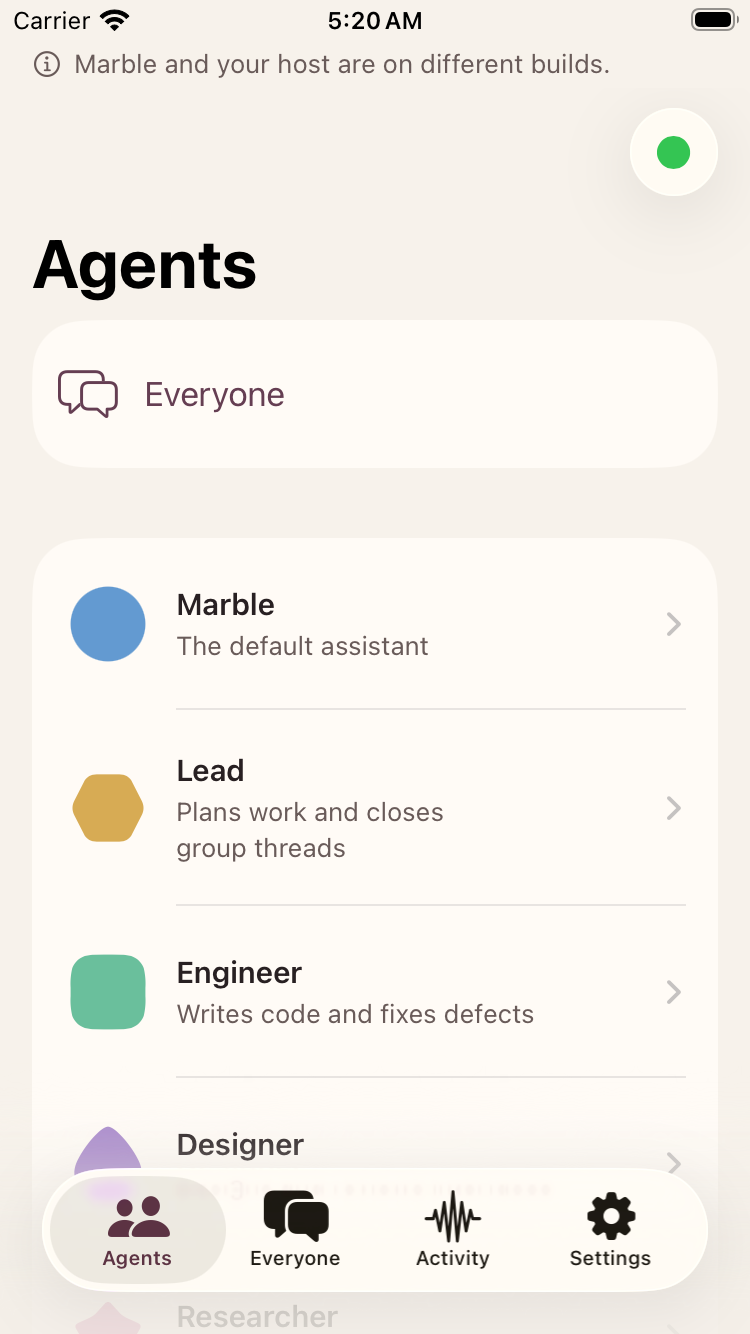 Carrier
5:20 AM
Marble and your host are on different builds.
Agents
Everyone
Marble
The default assistant
Lead
Plans work and closes
group threads
Engineer
Writes code and fixes defects
Designer
Agents
Everyone
Activity
Settings
Researcher